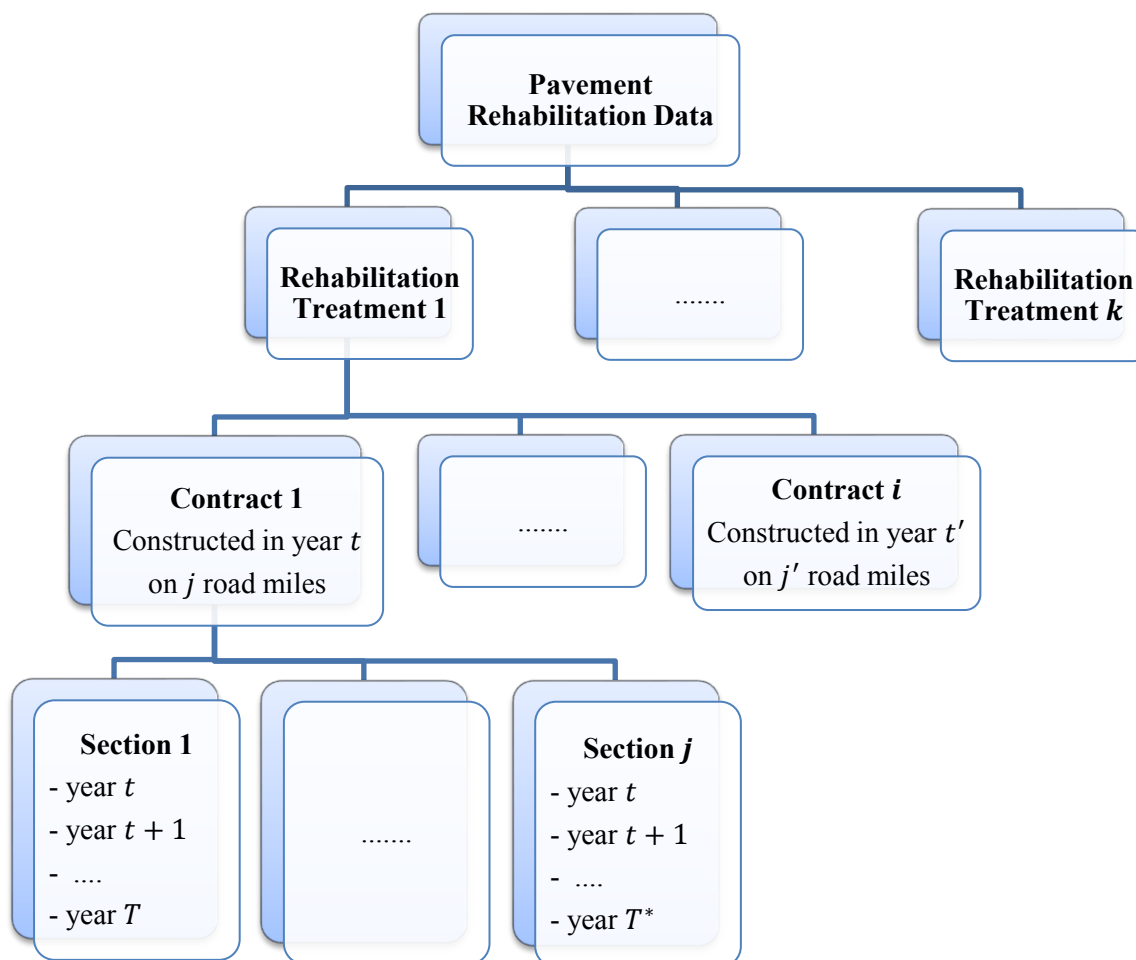 Pavement
Rehabilitation Data
Rehabilitation
Treatment 1
.......
Rehabilitation
Treatment k
Contract 1
Constructed in year t
on j road miles
.......
Contract i
Constructed in year t′
on j′ road miles
Section 1
- year t
- year t + 1
- ....
- year T
.......
Section j
- year t
- year t + 1
- ....
- year T*